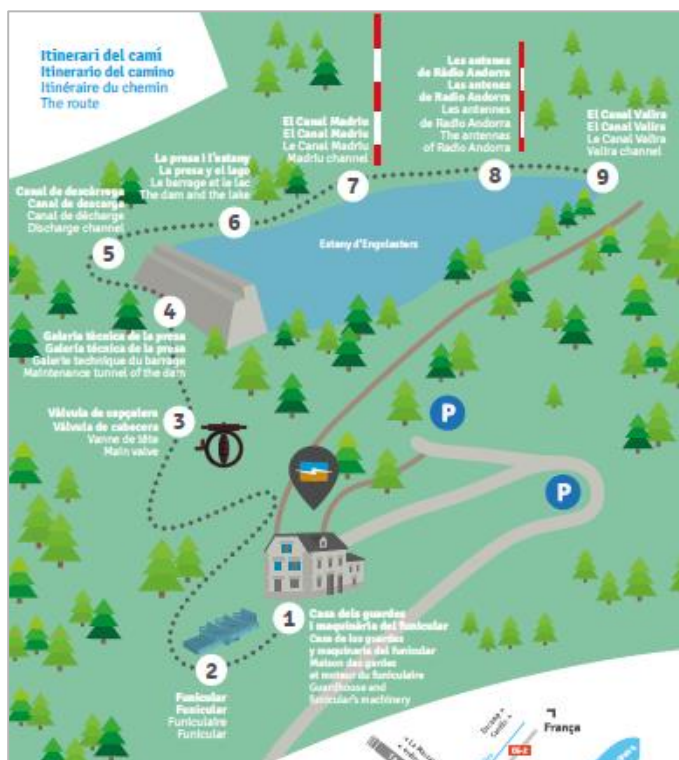 Itinerari del camí
Itinerario del camino
Itinéraire du chemin
The route
Les antenes
de Ràdio Andorra
Las antenas
de Radio Andorra
Les antennes
de Radio Andorra
The antennas
of Radio Andorra
El Canal Madriu
El Canal Madriu
Le Canal Madriu
Madriu channel
El Canal Valira
El Canal Valira
Le Canal Valira
Valira channel
La presa i l'estany
La presa y el lago
Le barrage et le lac
The dam and the lake
Canal de descàrrega
Canal de descarga
Canal de décharge
Discharge channel
7
8
9
6
5
Estany d'Engolasters
4
Galeria tècnica de la presa
Galería técnica de la presa
Galerie technique du barrage
Maintenance tunnel of the dam
Vàlvula de capçalera
Válvula de cabecera
Vanne de tête
Main valve
3
P
P
1
Casa dels guardes
i maquinària del funicular
Casa de los guardas
y maquinaria del funicular
Maison des gardes
et moteur du funiculaire
Guardhouse and
funicular's machinery
2
Funicular
Funicular
Funiculaire
Funicular
França